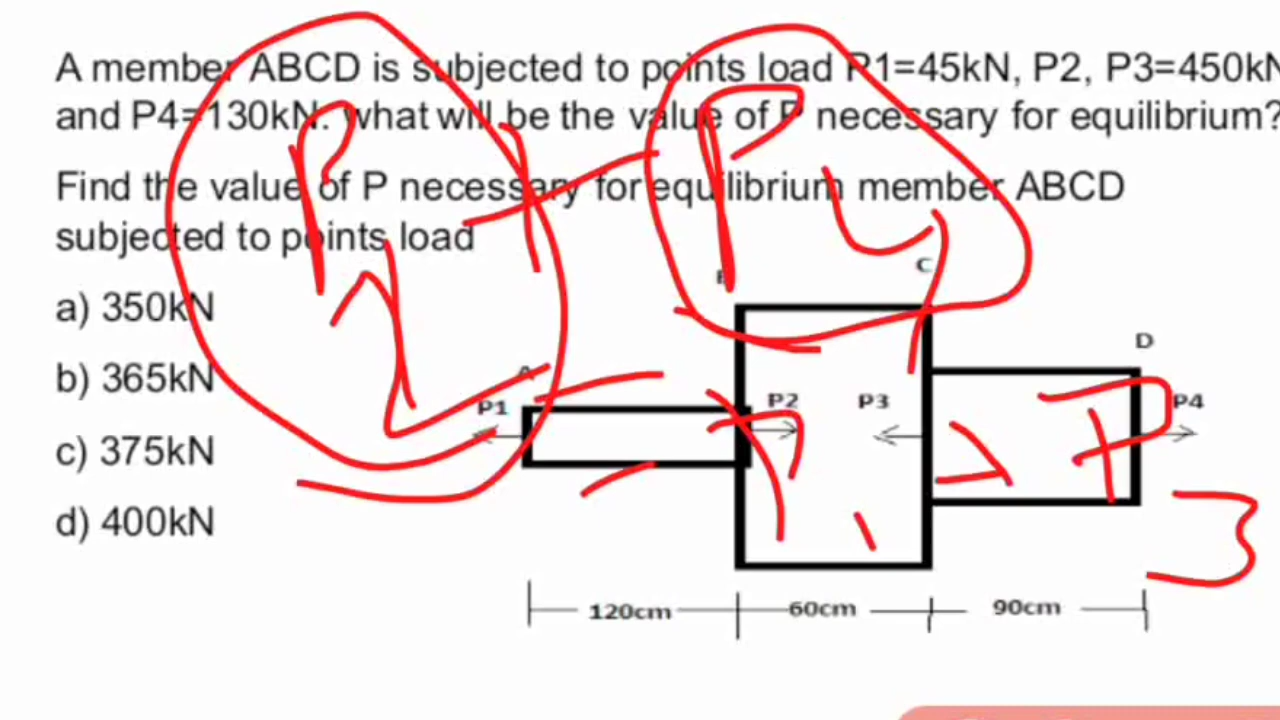 A member ABCD is subjected to points load P1=45kN, P2, P3=450kN
and P4=130kN. what will be the value of P necessary for equilibrium?
Find the value of P necessary for equilibrium member ABCD
subjected to points load
a) 350kN
b) 365kN
c) 375kN
d) 400kN
C
D
A
P1
P2
P3
P4
120cm
60cm
90cm